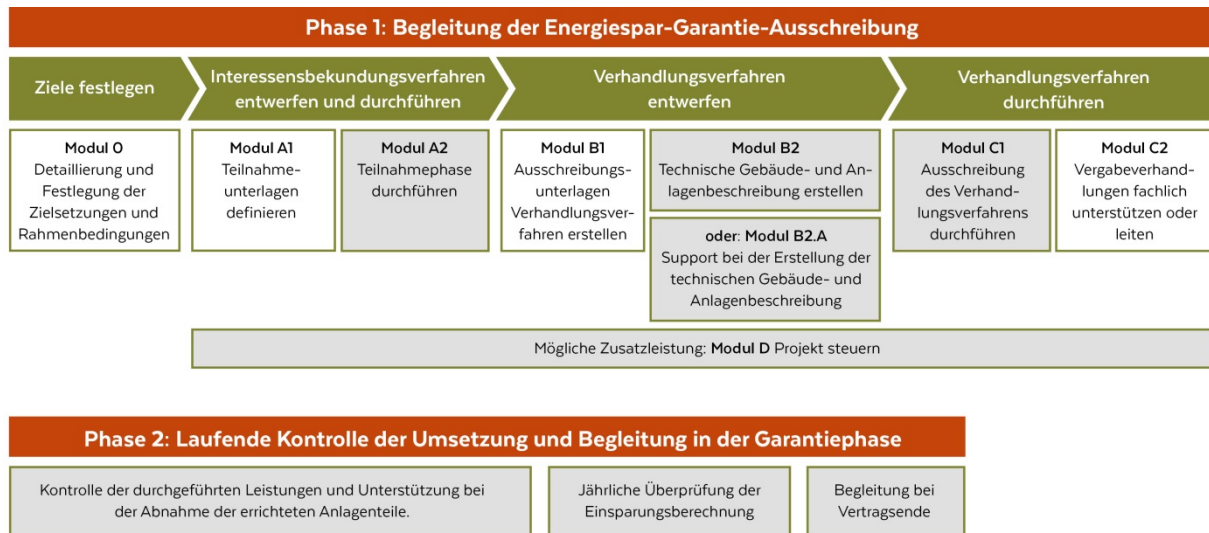 Phase 1: Begleitung der Energiespar-Garantie-Ausschreibung
Ziele festlegen
Interessensbekundungsverfahren
entwerfen und durchführen
Verhandlungsverfahren
entwerfen
Verhandlungsverfahren
durchführen
Modul 0
Detaillierung und
Festlegung der
Zielsetzungen und
Rahmenbedingungen
Modul A1
Teilnahme-
unterlagen
definieren
Modul A2
Teilnahmephase
durchführen
Modul B1
Ausschreibungs-
unterlagen
Verhandlungsver-
fahren erstellen
Modul B2
Technische Gebäude- und An-
lagenbeschreibung erstellen
oder: Modul B2.A
Support bei der Erstellung der
technischen Gebäude- und
Anlagenbeschreibung
Modul C1
Ausschreibung
des Verhand-
lungsverfahrens
durchführen
Modul C2
Vergabeverhand-
lungen fachlich
unterstützen oder
leiten
Mögliche Zusatzleistung: Modul D Projekt steuern
Phase 2: Laufende Kontrolle der Umsetzung und Begleitung in der Garantiephase
Kontrolle der durchgeführten Leistungen und Unterstützung bei
der Abnahme der errichteten Anlagenteile.
Jährliche Überprüfung der
Einsparungsberechnung
Begleitung bei
Vertragsende